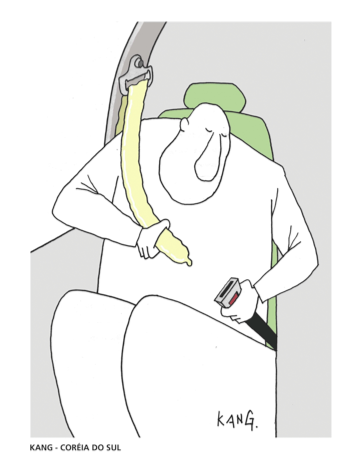 KANG.
KANG - CORÉIA DO SUL